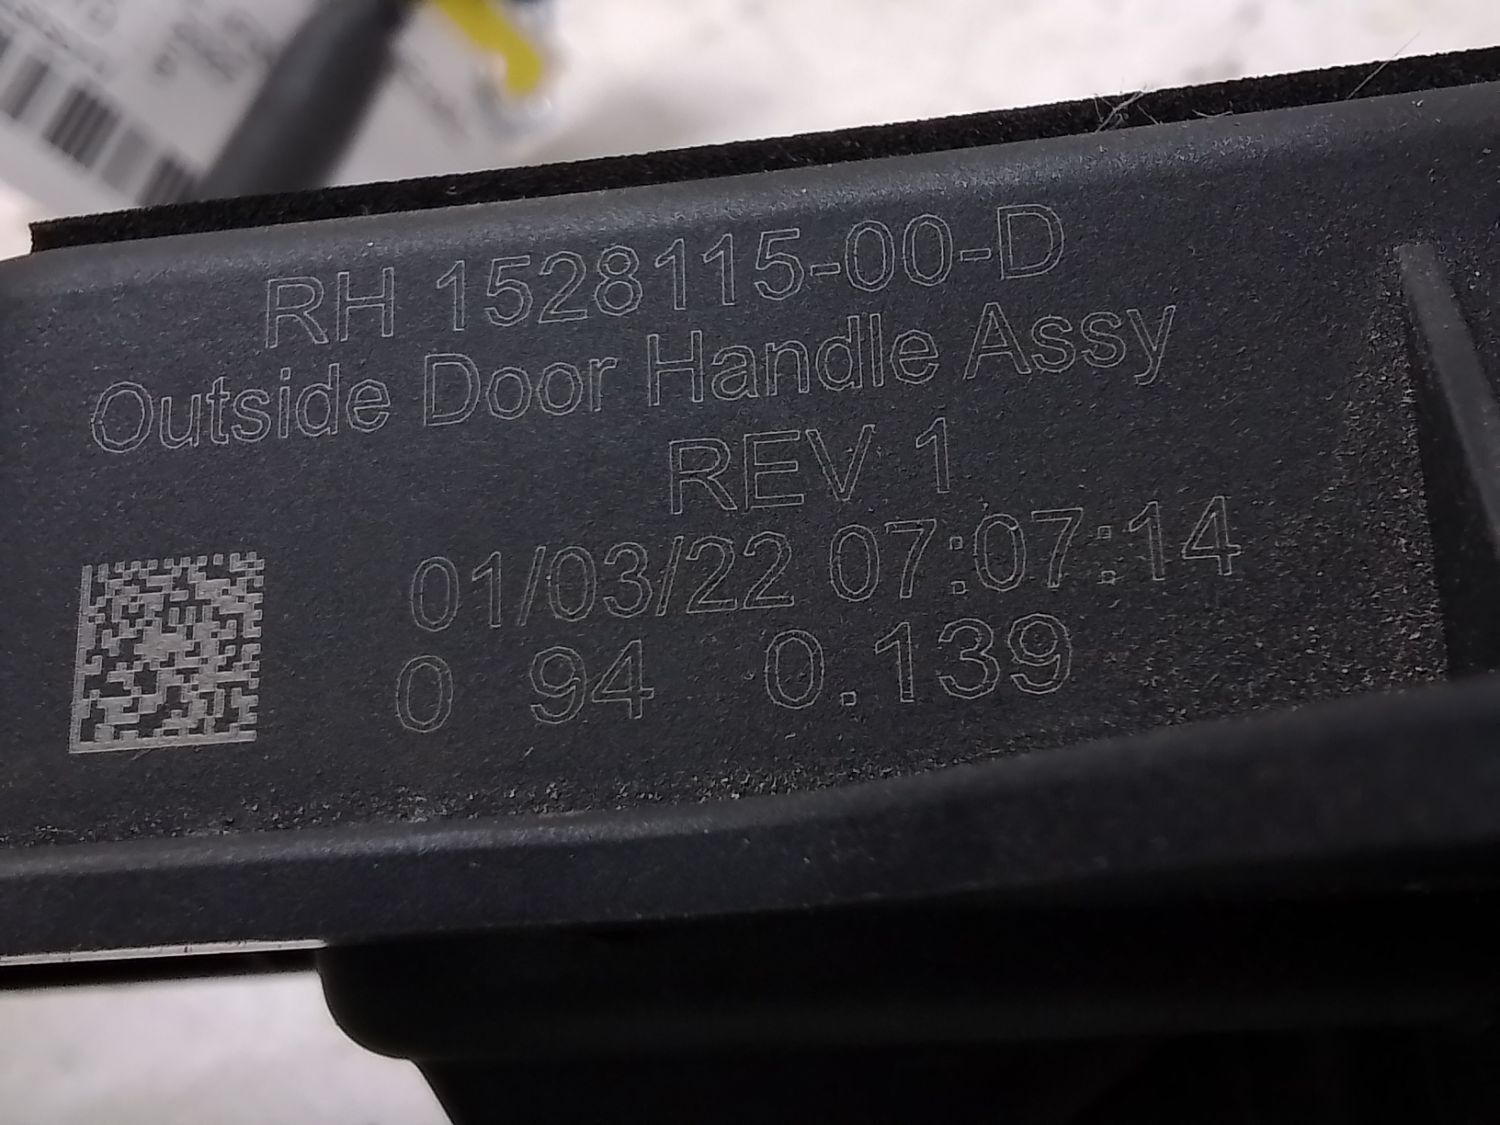 RH 1528115-00-D
Outside Door Handle Assy
REV 1
01/03/22 07:07:14
0 94 0.139